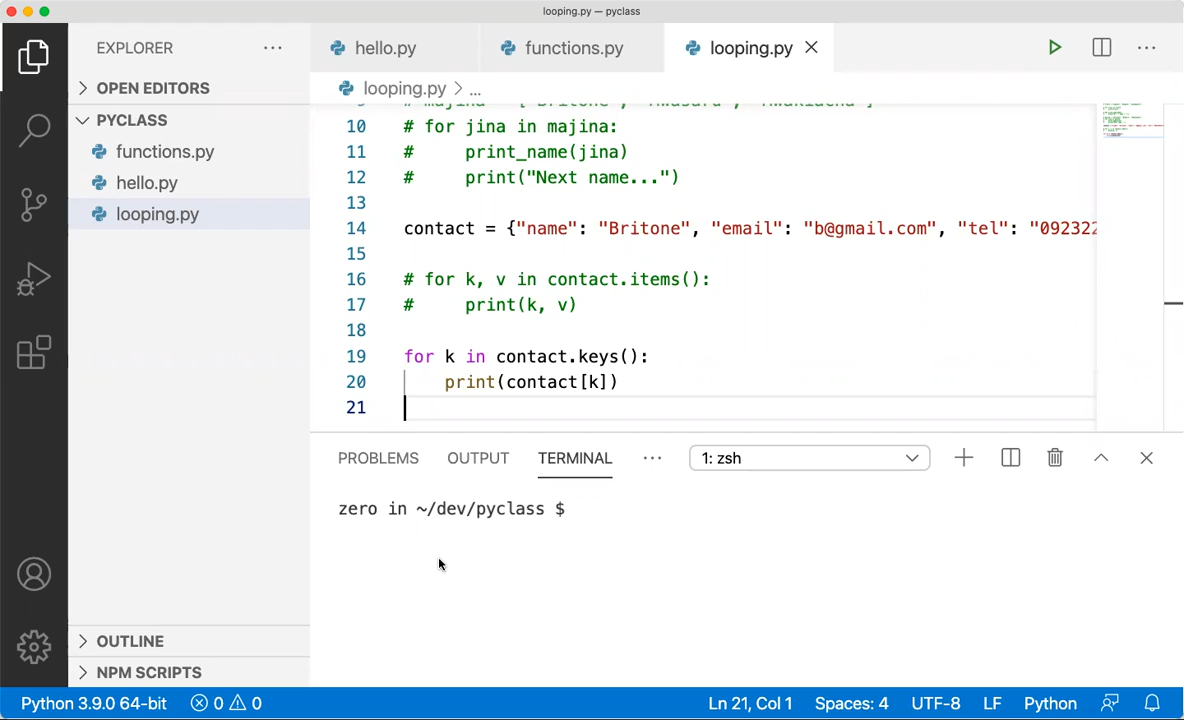 looping.py — pyclass
EXPLORER
OPEN EDITORS
PYCLASS
functions.py
hello.py
looping.py
hello.py functions.py looping.py
looping.py > ...
10 # for jina in majina:
11 #     print_name(jina)
12 #     print("Next name...")
13
14 contact = {"name": "Britone", "email": "b@gmail.com", "tel": "092322
15
16 # for k, v in contact.items():
17 #     print(k, v)
18
19 for k in contact.keys():
20     print(contact[k])
21
PROBLEMS OUTPUT TERMINAL ... 1: zsh
zero in ~/dev/pyclass $
OUTLINE
NPM SCRIPTS
Python 3.9.0 64-bit 0 0 Ln 21, Col 1 Spaces: 4 UTF-8 LF Python